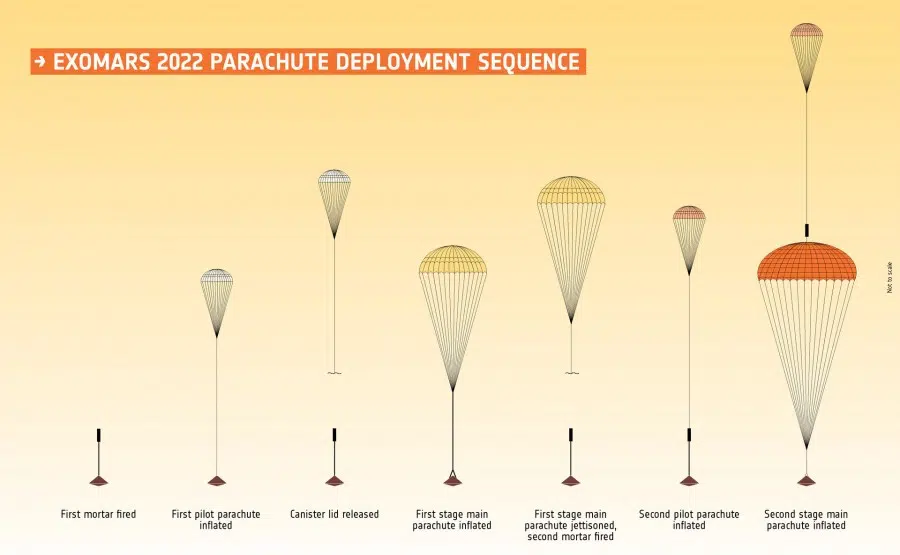 → EXOMARS 2022 PARACHUTE DEPLOYMENT SEQUENCE
Not to scale
First mortar fired
First pilot parachute
inflated
Canister lid released
First stage main
parachute inflated
First stage main
parachute jettisoned,
second mortar fired
Second pilot parachute
inflated
Second stage main
parachute inflated